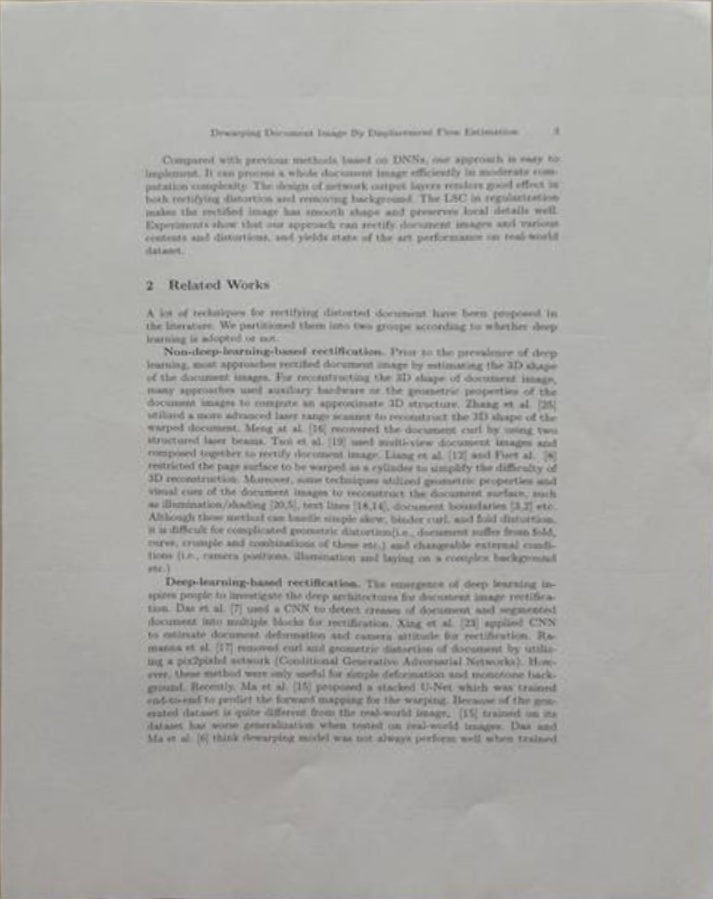 Dewarping Document Image By Displacement Flow Estimation 3
Compared with previous methods based on DNNs, our approach is easy to
implement. It can process a whole document image efficiently in moderate com-
putation complexity. The design of network output layers renders good effect in
both rectifying distortion and removing background. The LSC in regularization
makes the rectified image has smooth shape and preserves local details well.
Experiments show that our approach can rectify document images and various
contents and distortions, and yields state of the art performance on real-world
dataset.
2 Related Works
A lot of techniques for rectifying distorted document have been proposed in
the literature. We partitioned them into two groups according to whether deep
learning is adopted or not.
Non-deep-learning-based rectification. Prior to the prevalence of deep
learning, most approaches rectified document image by estimating the 3D shape
of the document images. For reconstructing the 3D shape of document image,
many approaches used auxiliary hardware or the geometric properties of the
document images to compute an approximate 3D structure. Zhang et al. [25]
utilized a more advanced laser range scanner to reconstruct the 3D shape of the
warped document. Meng at al. [16] recovered the document curl by using two
structured laser beams. Tsoi et al. [19] used multi-view document images and
composed together to rectify document image. Liang et al. [12] and Fuet al. [8]
restricted the page surface to be warped as a cylinder to simplify the difficulty of
3D reconstruction. Moreover, some techniques utilized geometric properties and
visual cues of the document images to reconstruct the document surface, such
as illumination/shading [20,5], text lines [18,14], document boundaries [3,2] etc.
Although these method can handle simple skew, binder curl, and fold distortion,
it is difficult for complicated geometric distortion(i.e., document suffer from fold,
curve, crumple and combinations of these etc.) and changeable external condi-
tions (i.e., camera positions, illumination and laying on a complex background
etc.)
Deep-learning-based rectification. The emergence of deep learning in-
spires people to investigate the deep architectures for document image rectifica-
tion. Das et al. [7] used a CNN to detect creases of document and segmented
document into multiple blocks for rectification. Xing et al. [23] applied CNN
to estimate document deformation and camera attitude for rectification. Ra-
manna et al. [17] removed curl and geometric distortion of document by utiliz-
ing a pix2pixhd network (Conditional Generative Adversarial Networks). How-
ever, these method were only useful for simple deformation and monotone back-
ground. Recently, Ma et al. [15] proposed a stacked U-Net which was trained
end-to-end to predict the forward mapping for the warping. Because of the gen-
erated dataset is quite different from the real-world image, [15] trained on its
dataset has worse generalization when tested on real-world images. Das and
Ma et al. [6] think dewarping model was not always perform well when trained